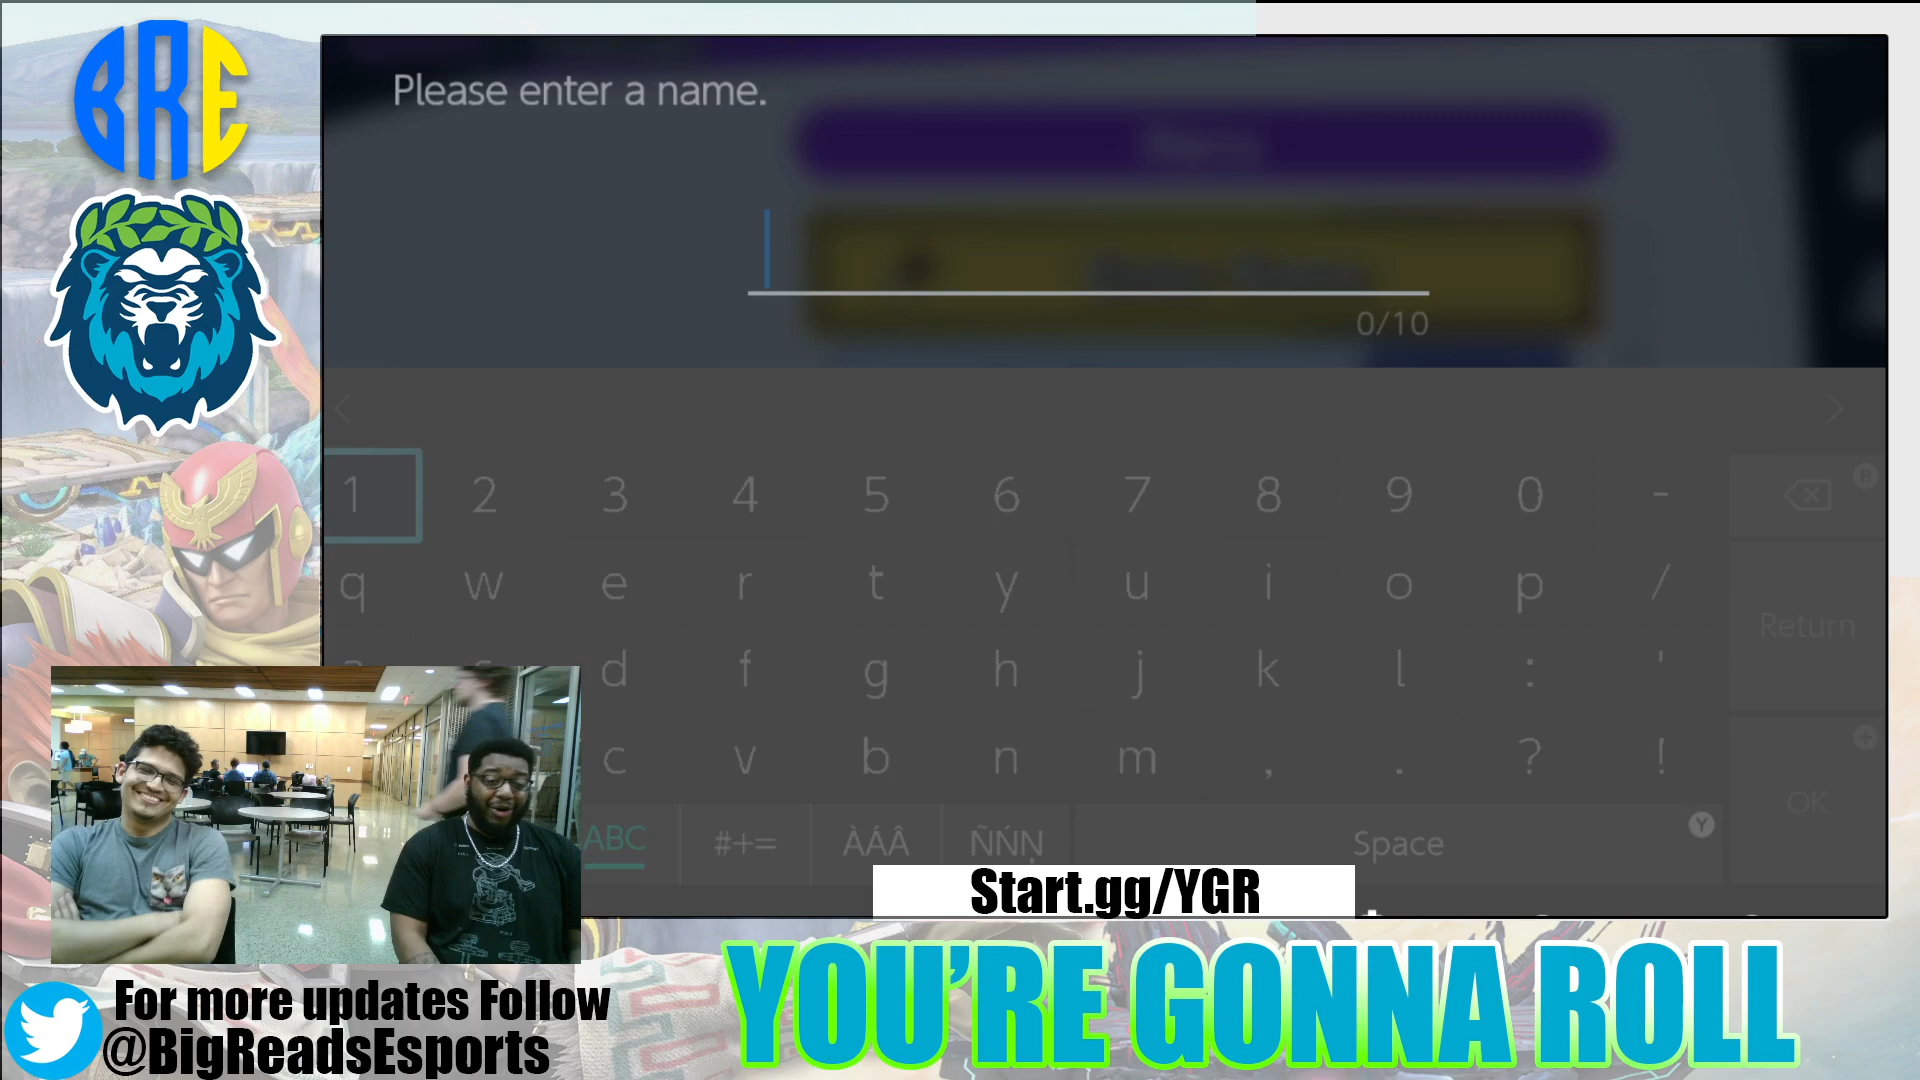 BRE
Please enter a name.
0/10
1 2 3 4 5 6 7 8 9 0 -
q w e r t y u i o p /
Return
d f g h j k l : '
c v b n m , . ? !
OK
ABC #+= ÀÁÂ ÑŃŅ Space Y
Start.gg/YGR
YOU'RE GONNA ROLL
For more updates Follow
@BigReadsEsports